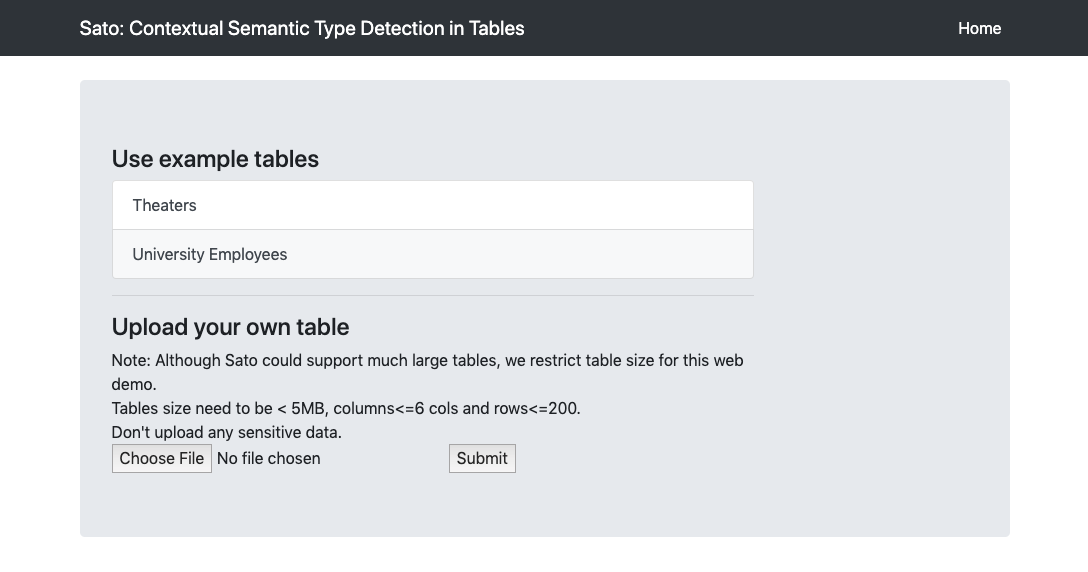 Sato: Contextual Semantic Type Detection in Tables
Home
Use example tables
Theaters
University Employees
Upload your own table
Note: Although Sato could support much large tables, we restrict table size for this web
demo.
Tables size need to be < 5MB, columns<=6 cols and rows<=200.
Don't upload any sensitive data.
Choose File No file chosen Submit